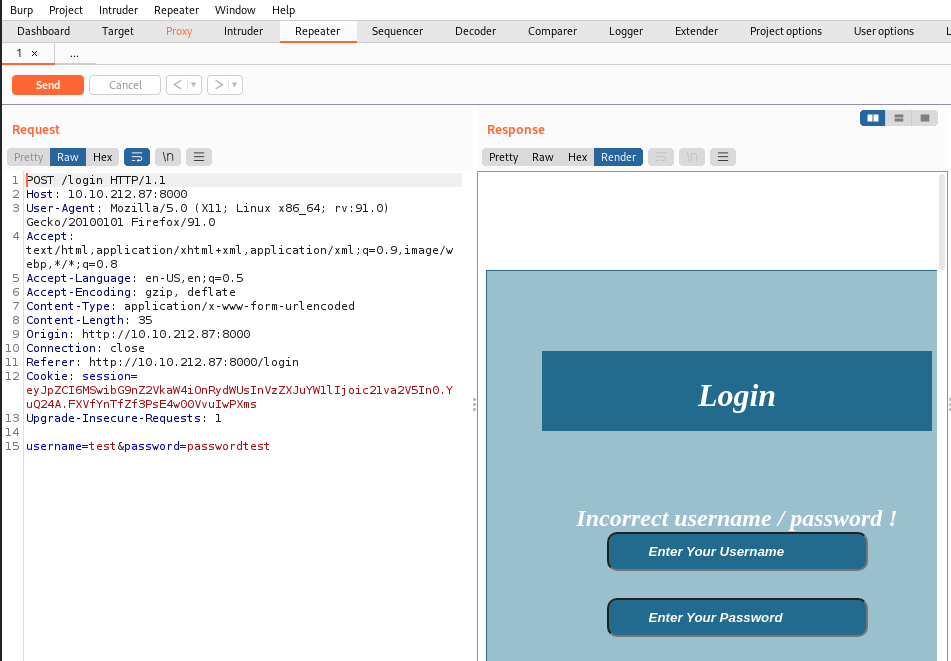 Burp Project Intruder Repeater Window Help
Dashboard Target Proxy Intruder Repeater Sequencer Decoder Comparer Logger Extender Project options User options L
1 × ...
Send Cancel < >
Request
Response
Pretty Raw Hex \n
Pretty Raw Hex Render \n
1 POST /login HTTP/1.1
2 Host: 10.10.212.87:8000
3 User-Agent: Mozilla/5.0 (X11; Linux x86_64; rv:91.0)
Gecko/20100101 Firefox/91.0
4 Accept:
text/html,application/xhtml+xml,application/xml;q=0.9,image/w
ebp,*/*;q=0.8
5 Accept-Language: en-US,en;q=0.5
6 Accept-Encoding: gzip, deflate
7 Content-Type: application/x-www-form-urlencoded
8 Content-Length: 35
9 Origin: http://10.10.212.87:8000
10 Connection: close
11 Referer: http://10.10.212.87:8000/login
12 Cookie: session=
eyJpZCI6MSwibG9nZ2VkaW4iOnRydWUsInVzZXJuYW1lIjoic21va2V5In0.Y
uQ24A.FXVfYnTfZf3PsE4w00VvuIwPXms
13 Upgrade-Insecure-Requests: 1
14
15 username=test&password=passwordtest
Login
Incorrect username / password !
Enter Your Username
Enter Your Password